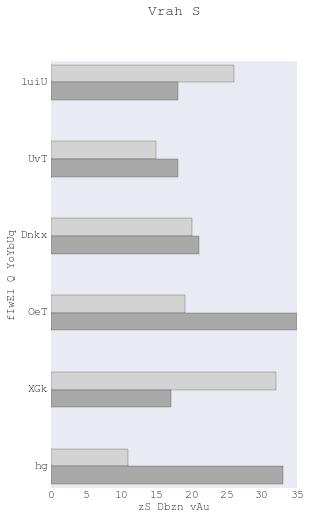 Vrah S
luiU
UvT
Dnkx
OeT
XGk
hg
fIwEl Q YoYbUq
0 5 10 15 20 25 30 35
zS Dbzn vAu